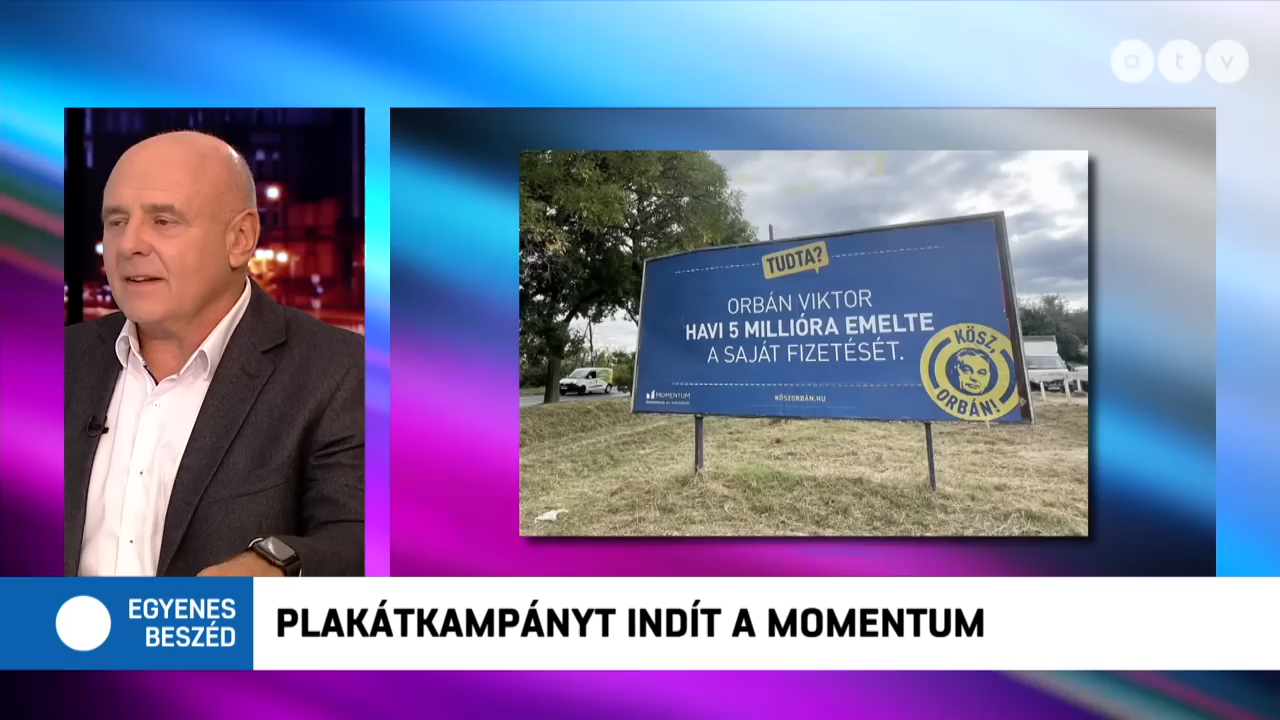 atv
TUDTA?
ORBÁN VIKTOR
HAVI 5 MILLIÓRA EMELTE
A SAJÁT FIZETÉSÉT.
KÖSZ,
ORBÁN!
MOMENTUM
KÖSZORBÁN.HU
EGYENES
BESZÉD
PLAKÁTKAMPÁNYT INDÍT A MOMENTUM